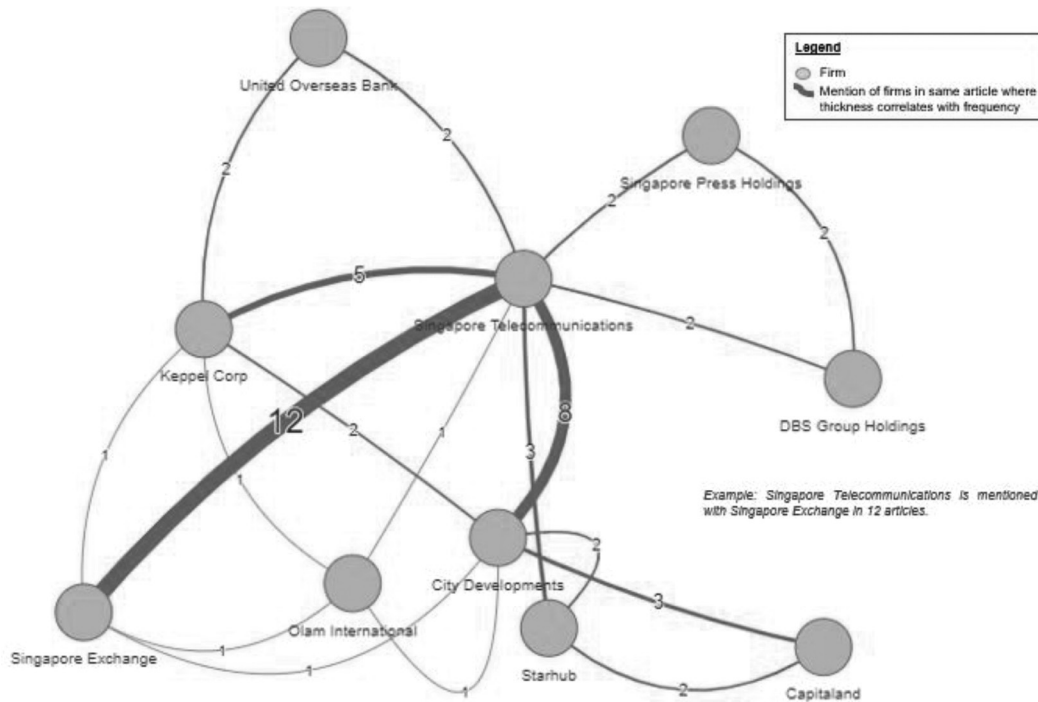 United Overseas Bank
Legend
Firm
Mention of firms in same article where
thickness correlates with frequency
2
2
Singapore Press Holdings
2
2
5
Singapore Telecommunications
2
Keppel Corp
12
8
DBS Group Holdings
2
1
1
3
1
Example: Singapore Telecommunications is mentioned
with Singapore Exchange in 12 articles.
2
City Developments
3
Olam International
Singapore Exchange
1
1
Starhub
1
2
Capitaland